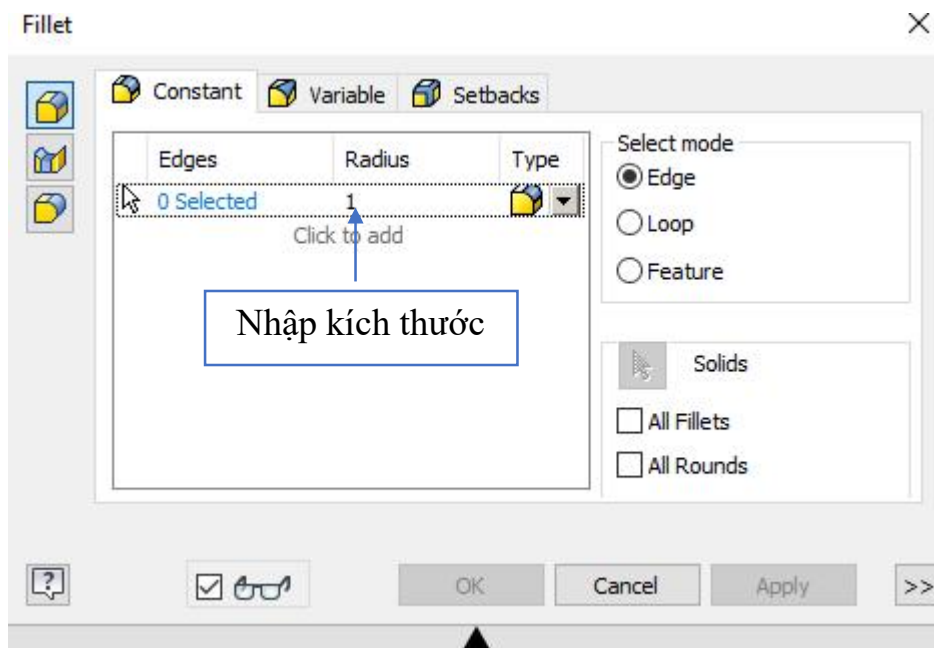 Fillet
Constant Variable Setbacks
Edges Radius Type
0 Selected 1
Click to add
Nhập kích thước
Select mode
Edge
Loop
Feature
Solids
All Fillets
All Rounds
OK Cancel Apply >>